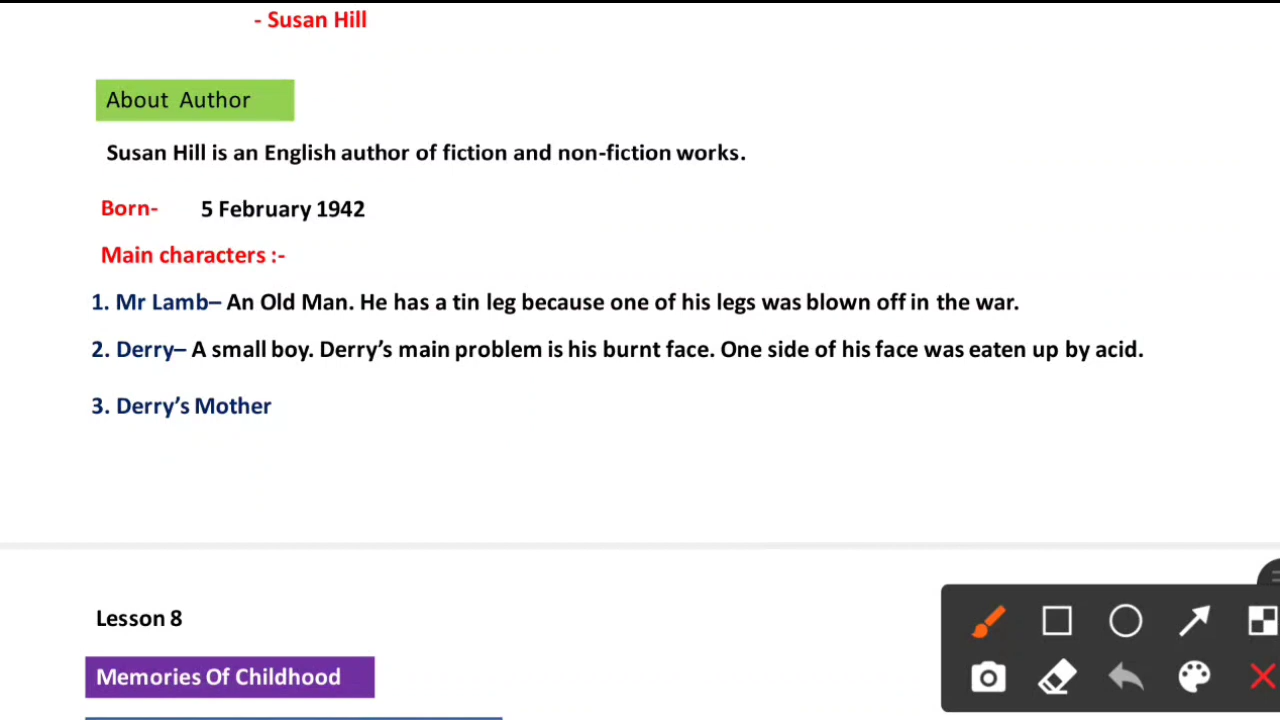 - Susan Hill
About Author
Susan Hill is an English author of fiction and non-fiction works.
Born- 5 February 1942
Main characters :-
1. Mr Lamb– An Old Man. He has a tin leg because one of his legs was blown off in the war.
2. Derry– A small boy. Derry’s main problem is his burnt face. One side of his face was eaten up by acid.
3. Derry’s Mother
Lesson 8
Memories Of Childhood